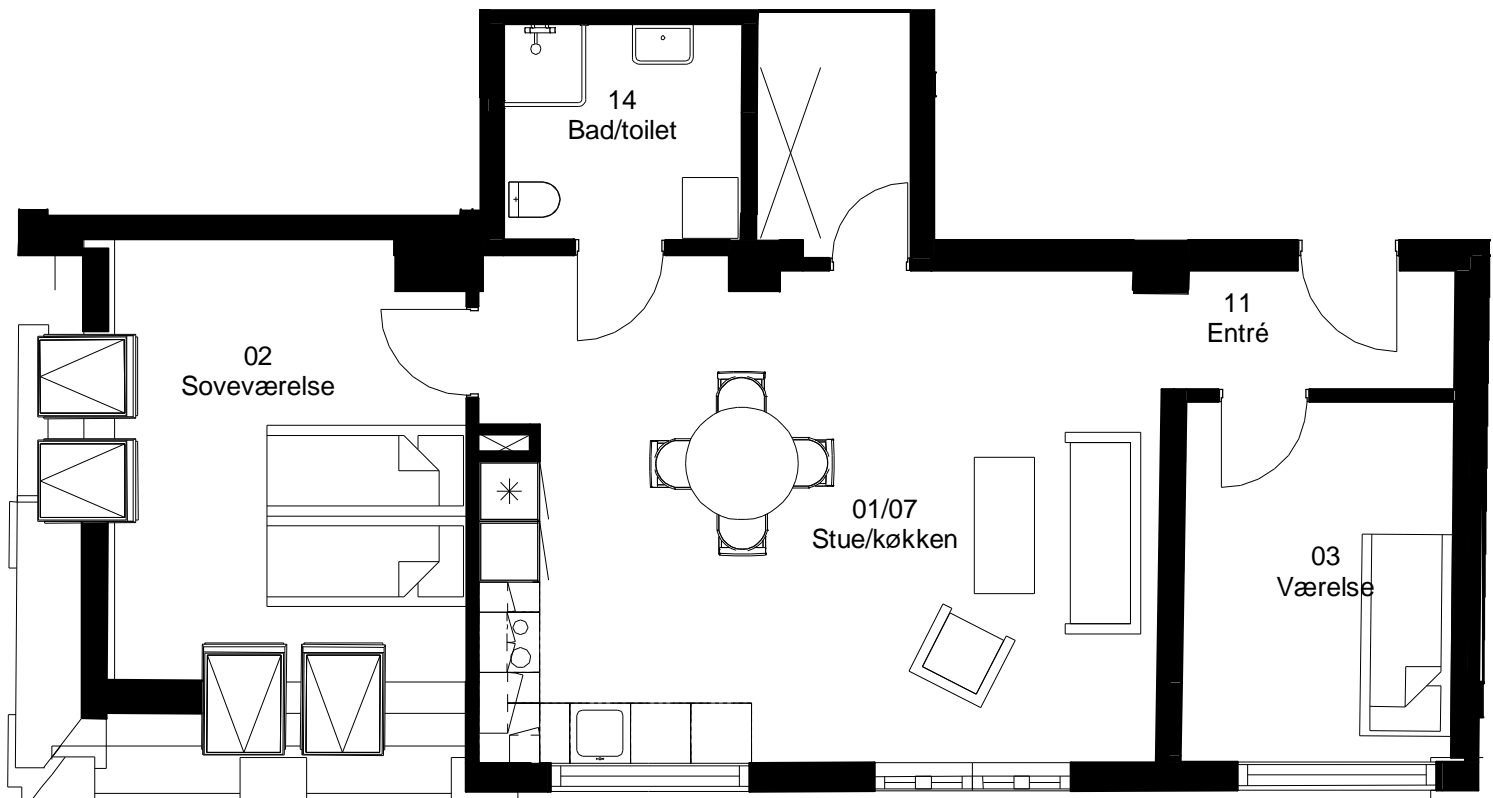 14
Bad/toilet
11
Entré
02
Soveværelse
01/07
Stue/køkken
03
Værelse